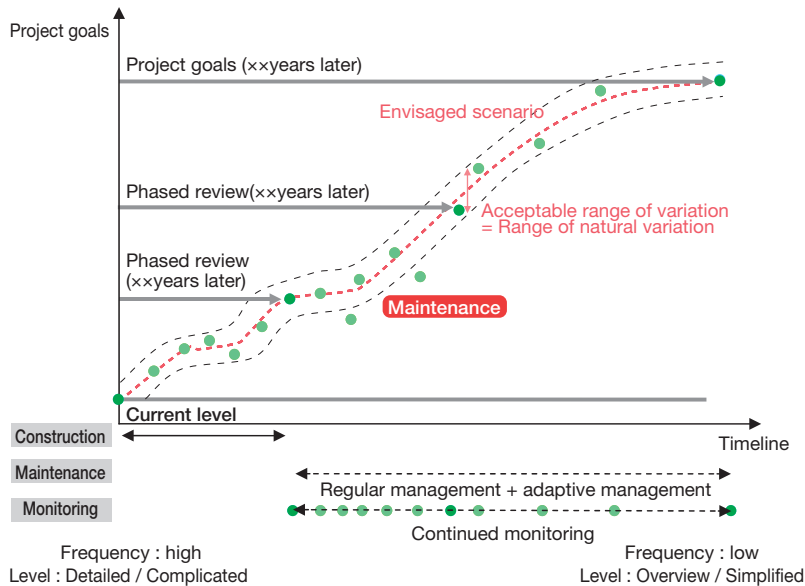 Project goals
Project goals (××years later)
Envisaged scenario
Phased review(××years later)
Acceptable range of variation
= Range of natural variation
Phased review
(××years later)
Maintenance
Current level
Construction
Timeline
Maintenance
Regular management + adaptive management
Monitoring
Continued monitoring
Frequency : high
Level : Detailed / Complicated
Frequency : low
Level : Overview / Simplified